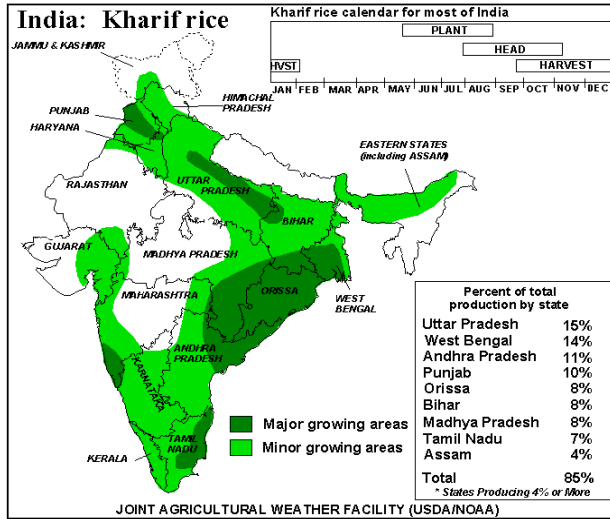 India: Kharif rice
Kharif rice calendar for most of India
PLANT
HEAD
HVST
HARVEST
JAN FEB MAR APR MAY JUN JUL AUG SEP OCT NOV DEC
JAMMU & KASHMIR
HIMACHAL
PRADESH
PUNJAB
HARYANA
EASTERN STATES
(including ASSAM)
RAJASTHAN
UTTAR
PRADESH
BIHAR
GUJARAT
MADHYA PRADESH
MAHARASHTRA
ORISSA
WEST
BENGAL
ANDHRA
PRADESH
KARNATAKA
TAMIL
NADU
KERALA
Major growing areas
Minor growing areas
Percent of total
production by state
Uttar Pradesh 15%
West Bengal 14%
Andhra Pradesh 11%
Punjab 10%
Orissa 8%
Bihar 8%
Madhya Pradesh 8%
Tamil Nadu 7%
Assam 4%
Total 85%
* States Producing 4% or More
JOINT AGRICULTURAL WEATHER FACILITY (USDA/NOAA)